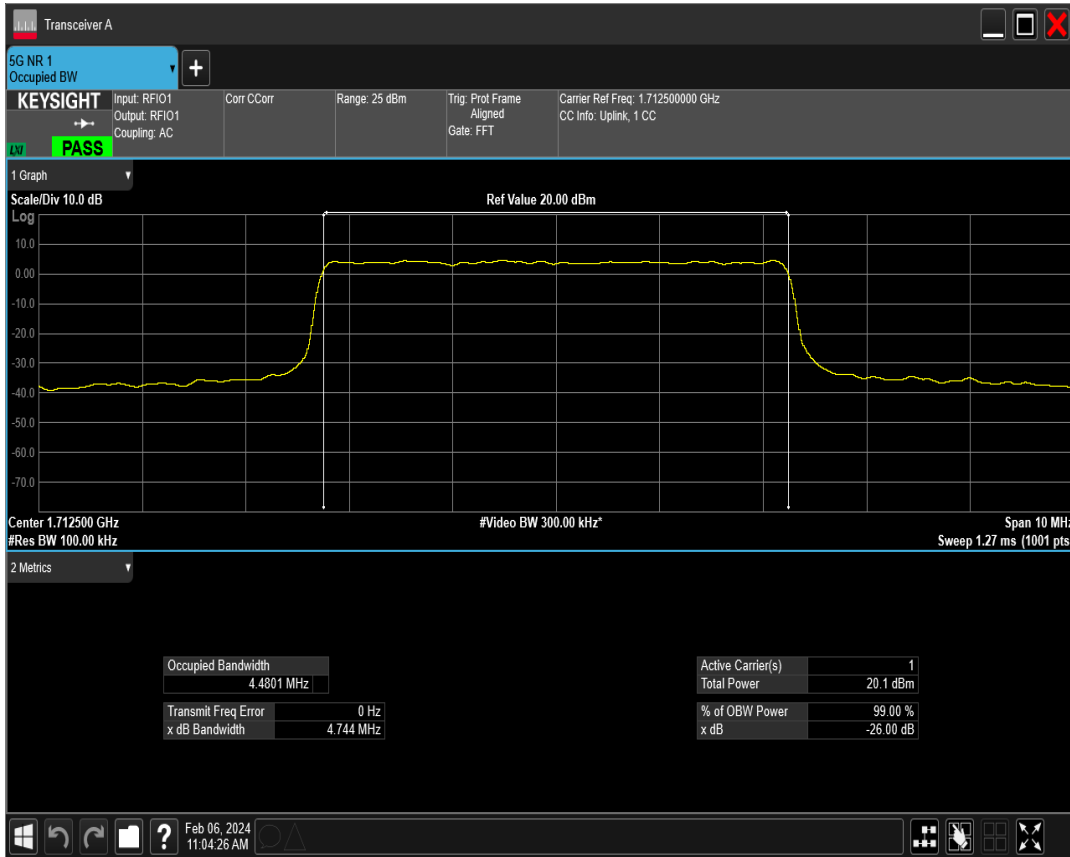 Transceiver A
5G NR 1
Occupied BW
KEYSIGHT
LXI
PASS
Input: RFIO1
Output: RFIO1
Coupling: AC
Corr CCorr
Range: 25 dBm
Trig: Prot Frame
Aligned
Gate: FFT
Carrier Ref Freq: 1.712500000 GHz
CC Info: Uplink, 1 CC
1 Graph
Scale/Div 10.0 dB
Ref Value 20.00 dBm
Log
10.0
0.00
-10.0
-20.0
-30.0
-40.0
-50.0
-60.0
-70.0
Center 1.712500 GHz
#Video BW 300.00 kHz*
Span 10 MHz
#Res BW 100.00 kHz
Sweep 1.27 ms (1001 pts
2 Metrics
Occupied Bandwidth
4.4801 MHz
Transmit Freq Error 0 Hz
x dB Bandwidth 4.744 MHz
Active Carrier(s) 1
Total Power 20.1 dBm
% of OBW Power 99.00 %
x dB -26.00 dB
?
Feb 06, 2024
11:04:26 AM